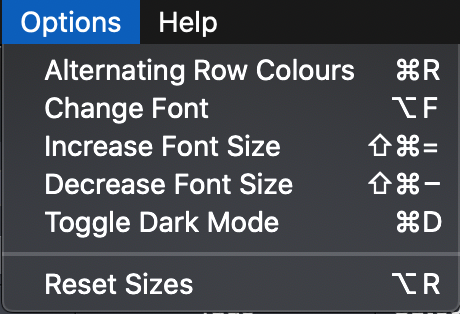 Options Help
Alternating Row Colours ⌘R
Change Font ⌥F
Increase Font Size ⇧⌘=
Decrease Font Size ⇧⌘−
Toggle Dark Mode ⌘D
Reset Sizes ⌥R